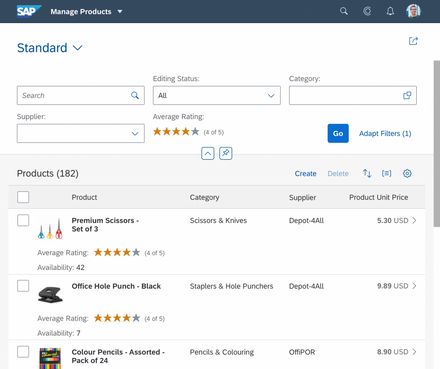 SAP Manage Products
Standard
Editing Status: Category:
Search All
Supplier: Average Rating:
(4 of 5) Go Adapt Filters (1)
Products (182) Create Delete
Product Category Supplier Product Unit Price
Premium Scissors - Scissors & Knives Depot-4All 5.30 USD
Set of 3
Average Rating: (4 of 5)
Availability: 42
Office Hole Punch - Black Staplers & Hole Punchers Depot-4All 9.89 USD
Average Rating: (4 of 5)
Availability: 7
Colour Pencils - Assorted - Pencils & Colouring OffiPOR 8.90 USD
Pack of 24